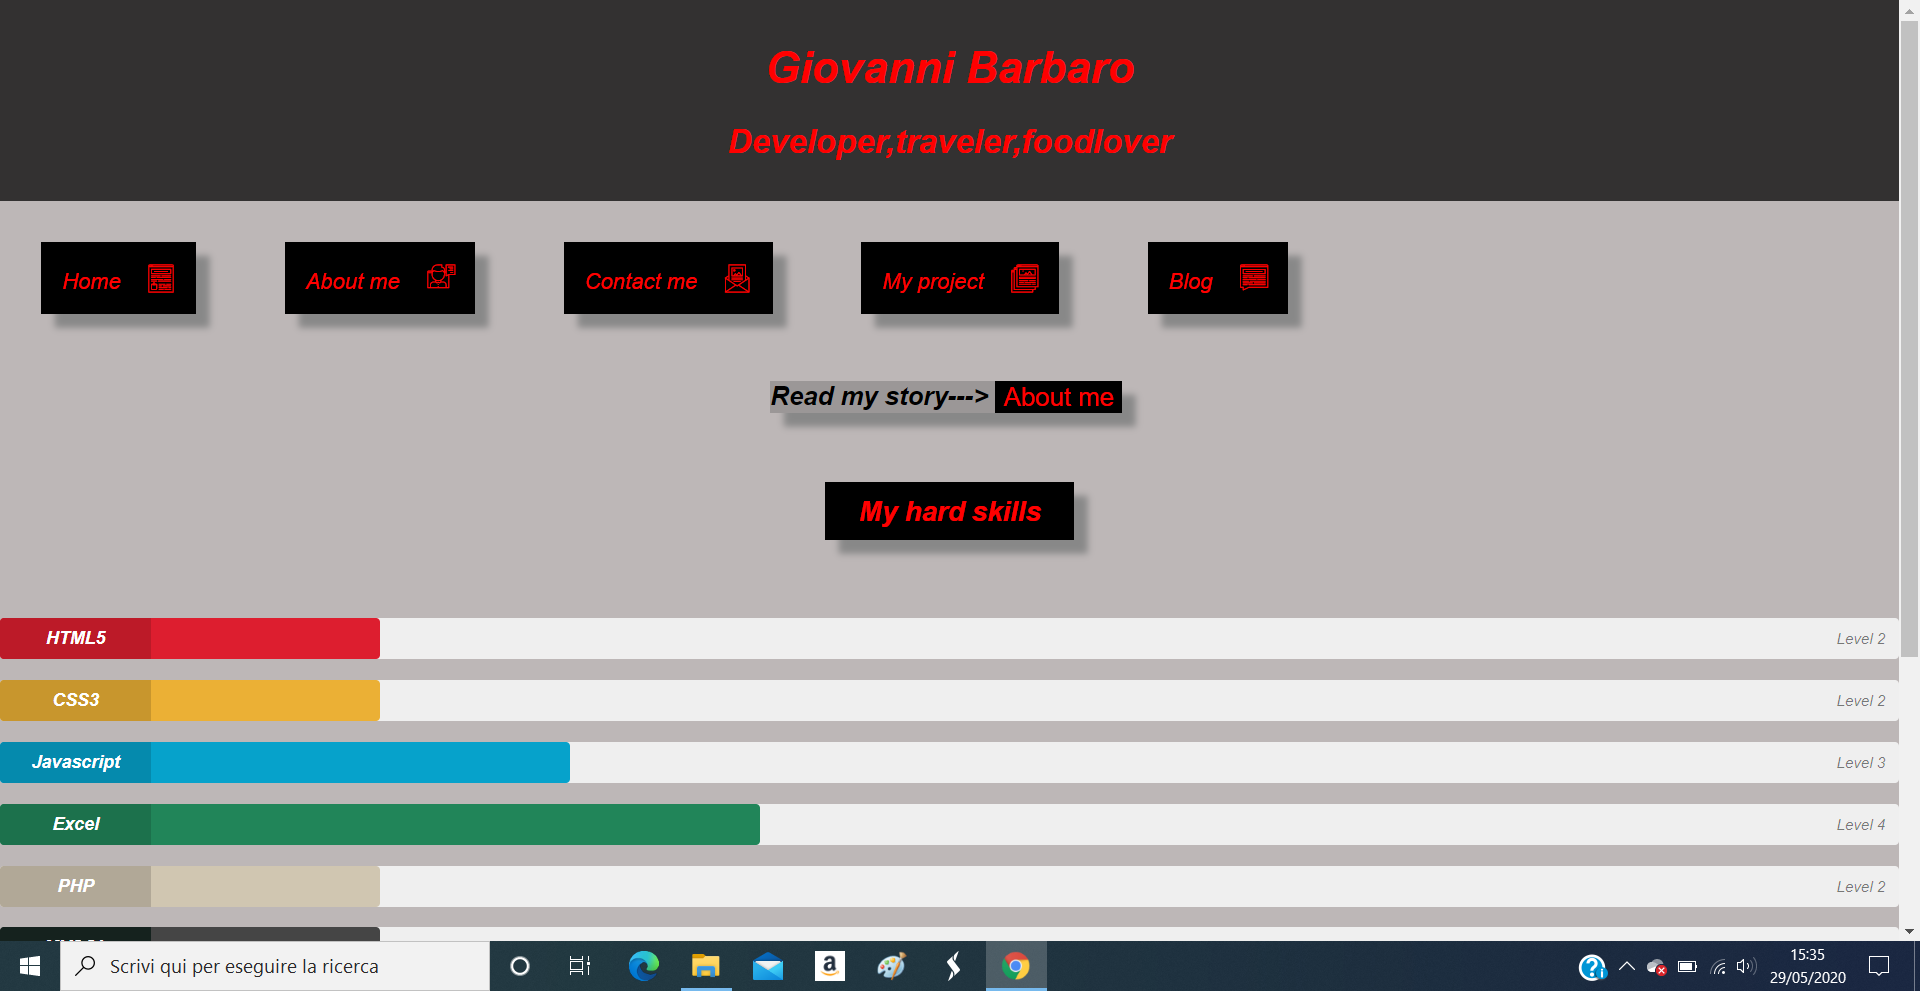 Giovanni Barbaro
Developer,traveler,foodlover
Home About me Contact me My project Blog
Read my story---> About me
My hard skills
HTML5 Level 2
CSS3 Level 2
Javascript Level 3
Excel Level 4
PHP Level 2
Scrivi qui per eseguire la ricerca
15:35
29/05/2020